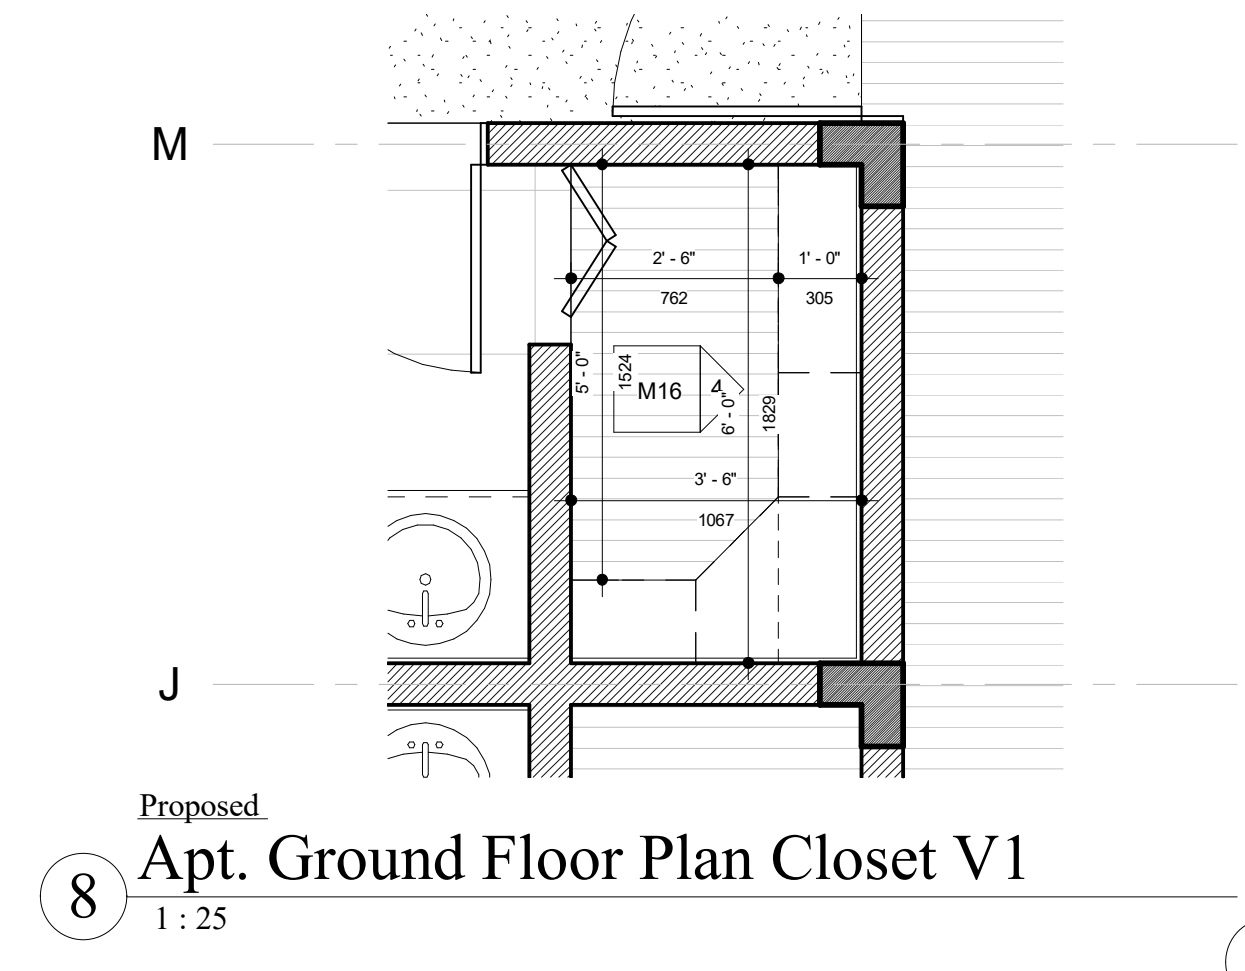 M
2' - 6"
1' - 0"
762
305
5' - 0"
1524
M16
4
6' - 0"
1829
3' - 6"
1067
J
Proposed
Apt. Ground Floor Plan Closet V1
8
1 : 25